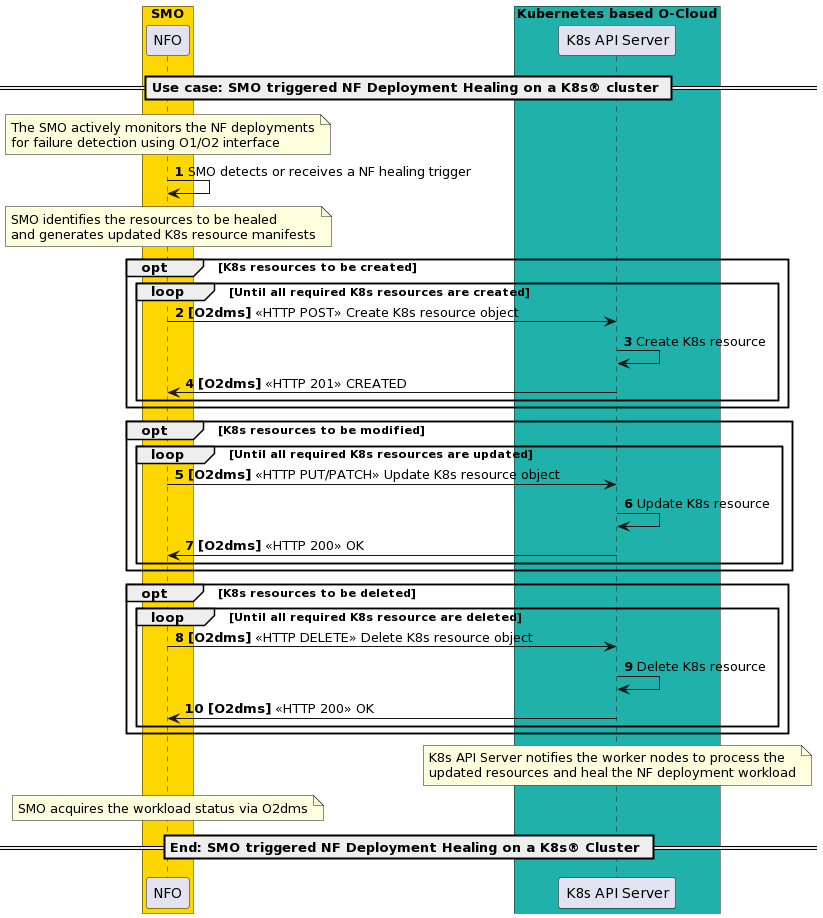 SMO
Kubernetes based O-Cloud
NFO
K8s API Server
Use case: SMO triggered NF Deployment Healing on a K8s® cluster
The SMO actively monitors the NF deployments
for failure detection using O1/O2 interface
1 SMO detects or receives a NF healing trigger
SMO identifies the resources to be healed
and generates updated K8s resource manifests
opt [K8s resources to be created]
loop [Until all required K8s resources are created]
2 [O2dms] «HTTP POST» Create K8s resource object
3 Create K8s resource
4 [O2dms] «HTTP 201» CREATED
opt [K8s resources to be modified]
loop [Until all required K8s resources are updated]
5 [O2dms] «HTTP PUT/PATCH» Update K8s resource object
6 Update K8s resource
7 [O2dms] «HTTP 200» OK
opt [K8s resources to be deleted]
loop [Until all required K8s resource are deleted]
8 [O2dms] «HTTP DELETE» Delete K8s resource object
9 Delete K8s resource
10 [O2dms] «HTTP 200» OK
K8s API Server notifies the worker nodes to process the
updated resources and heal the NF deployment workload
SMO acquires the workload status via O2dms
End: SMO triggered NF Deployment Healing on a K8s® Cluster
NFO
K8s API Server